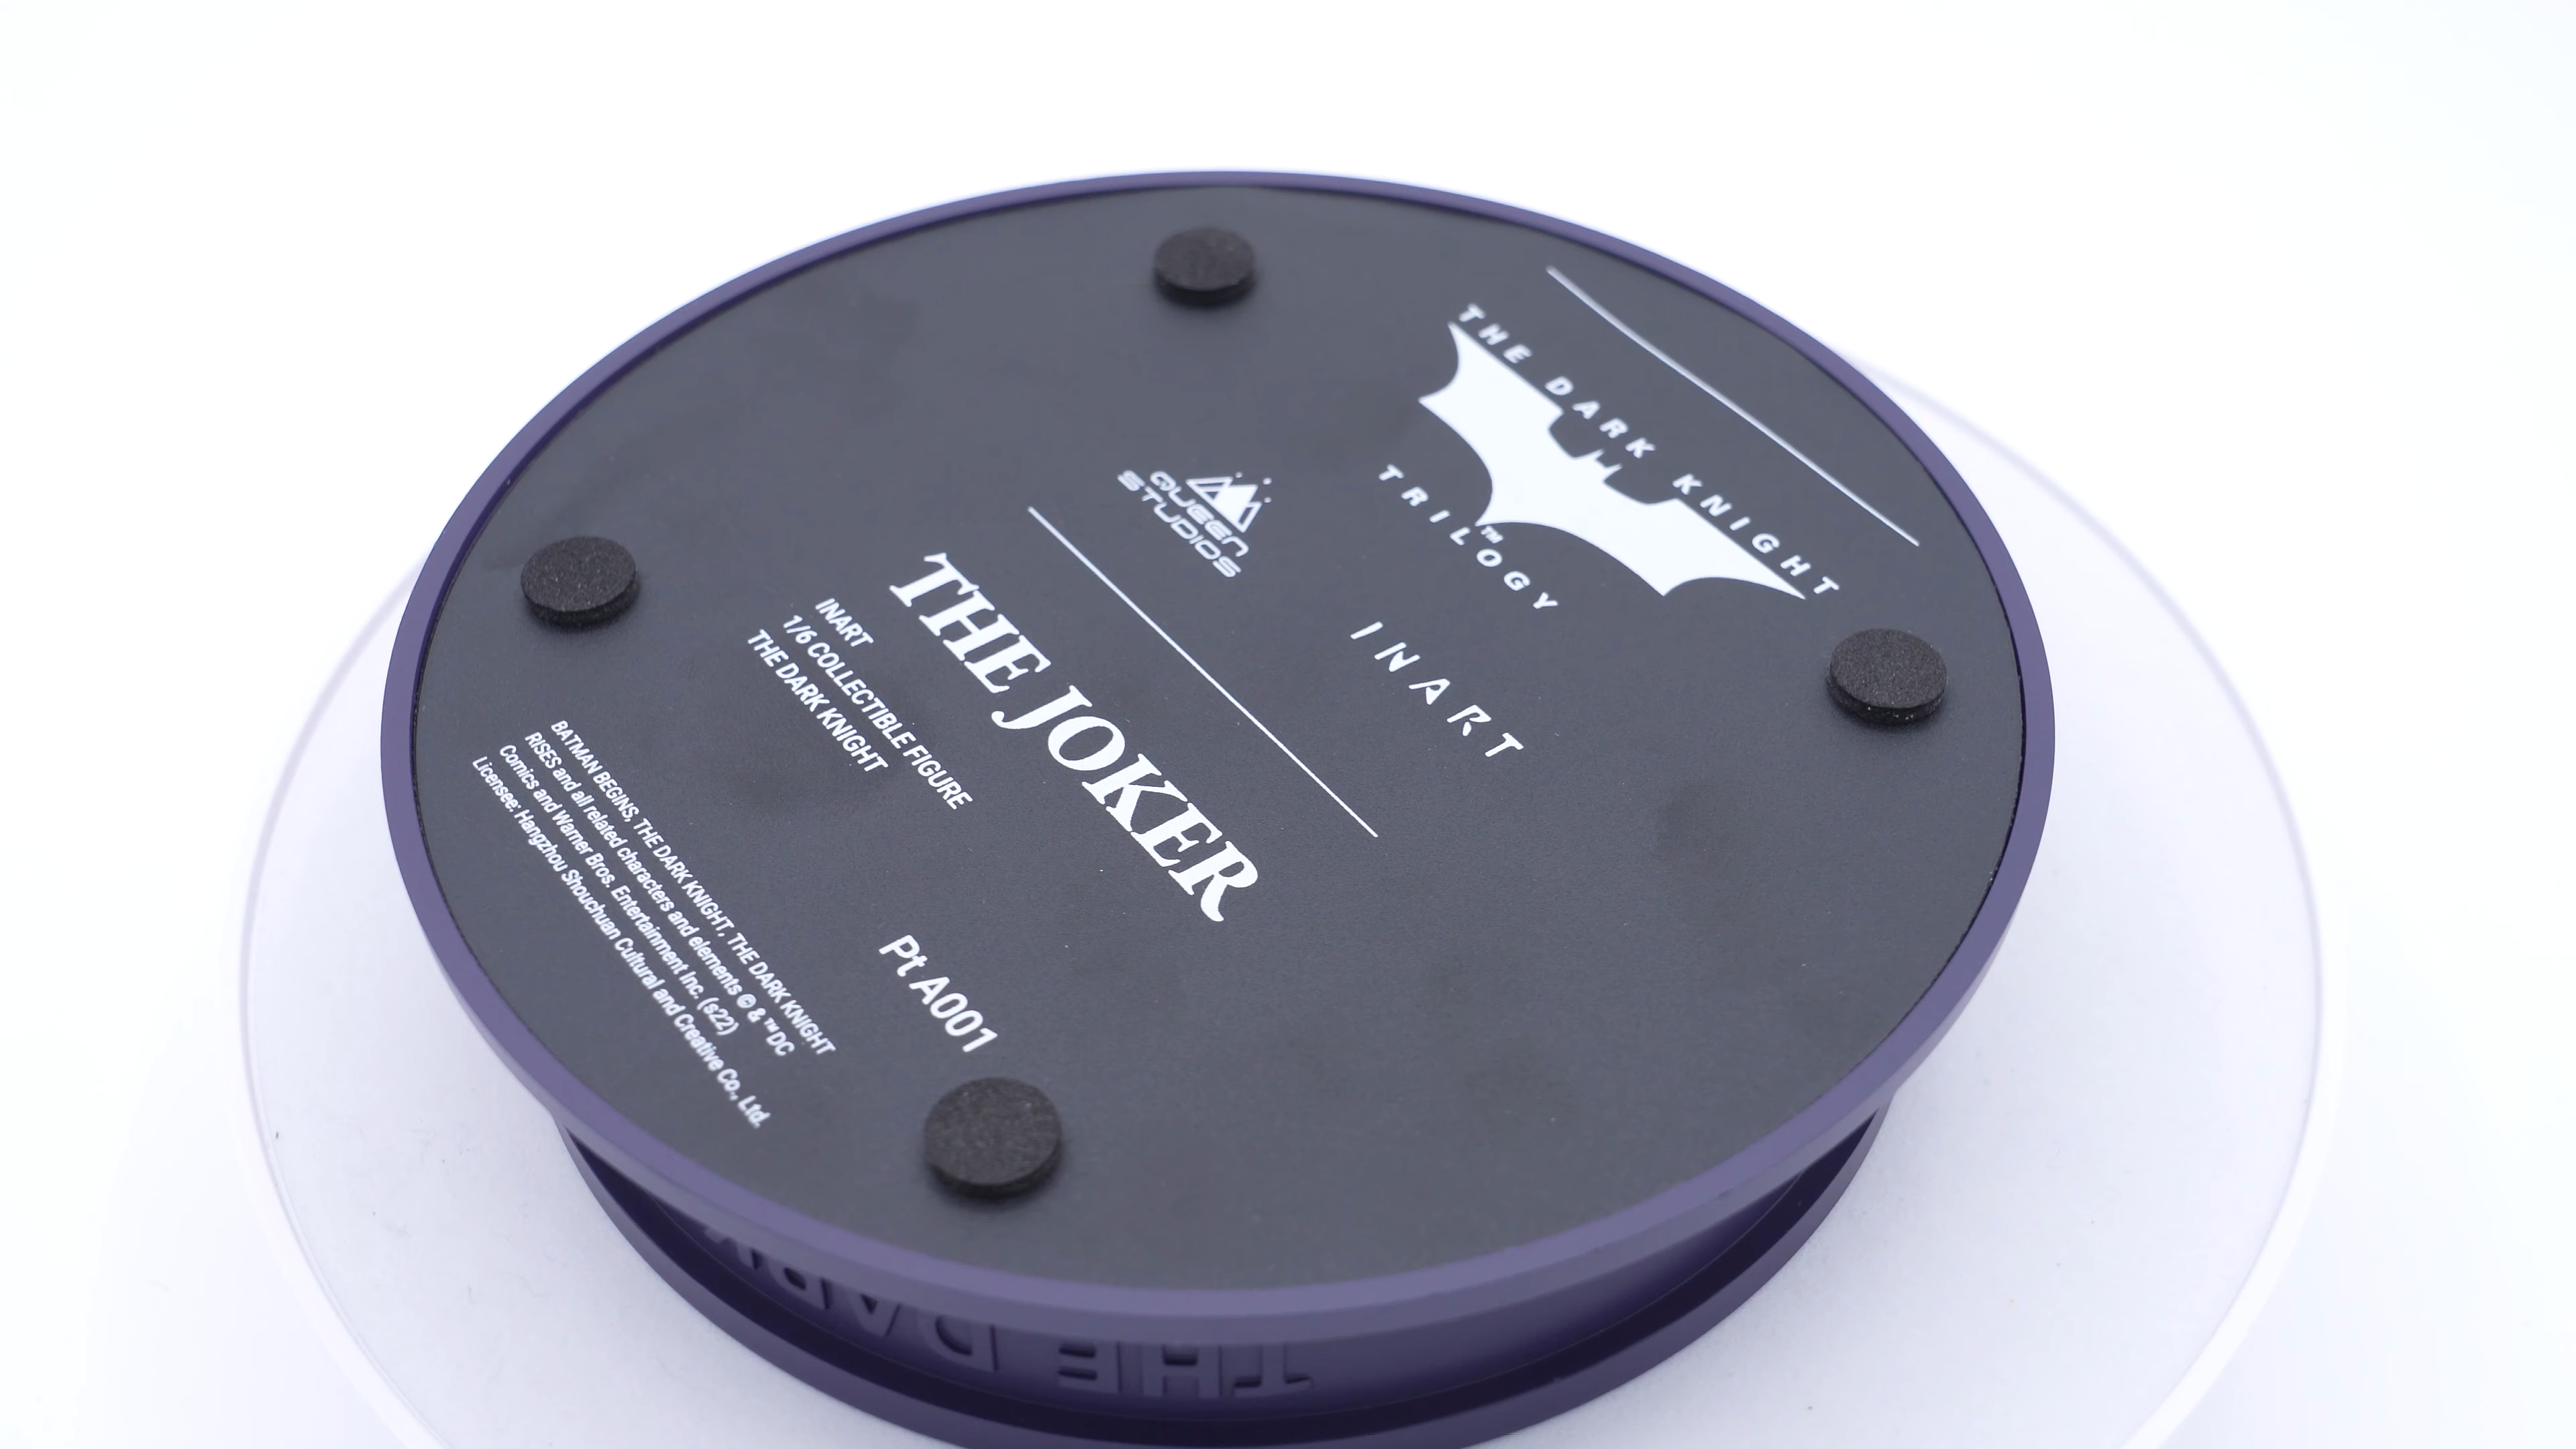 THE DARK KNIGHT
TRILOGY
™
QUEEN
STUDIOS
INART
THE JOKER
INART
1/6 COLLECTIBLE FIGURE
THE DARK KNIGHT
Pt A001
BATMAN BEGINS, THE DARK KNIGHT, THE DARK KNIGHT
RISES and all related characters and elements © & ™ DC
Comics and Warner Bros. Entertainment Inc. (s22)
Licensee: Hangzhou Shouchuan Cultural and Creative Co., Ltd.
THE DARK